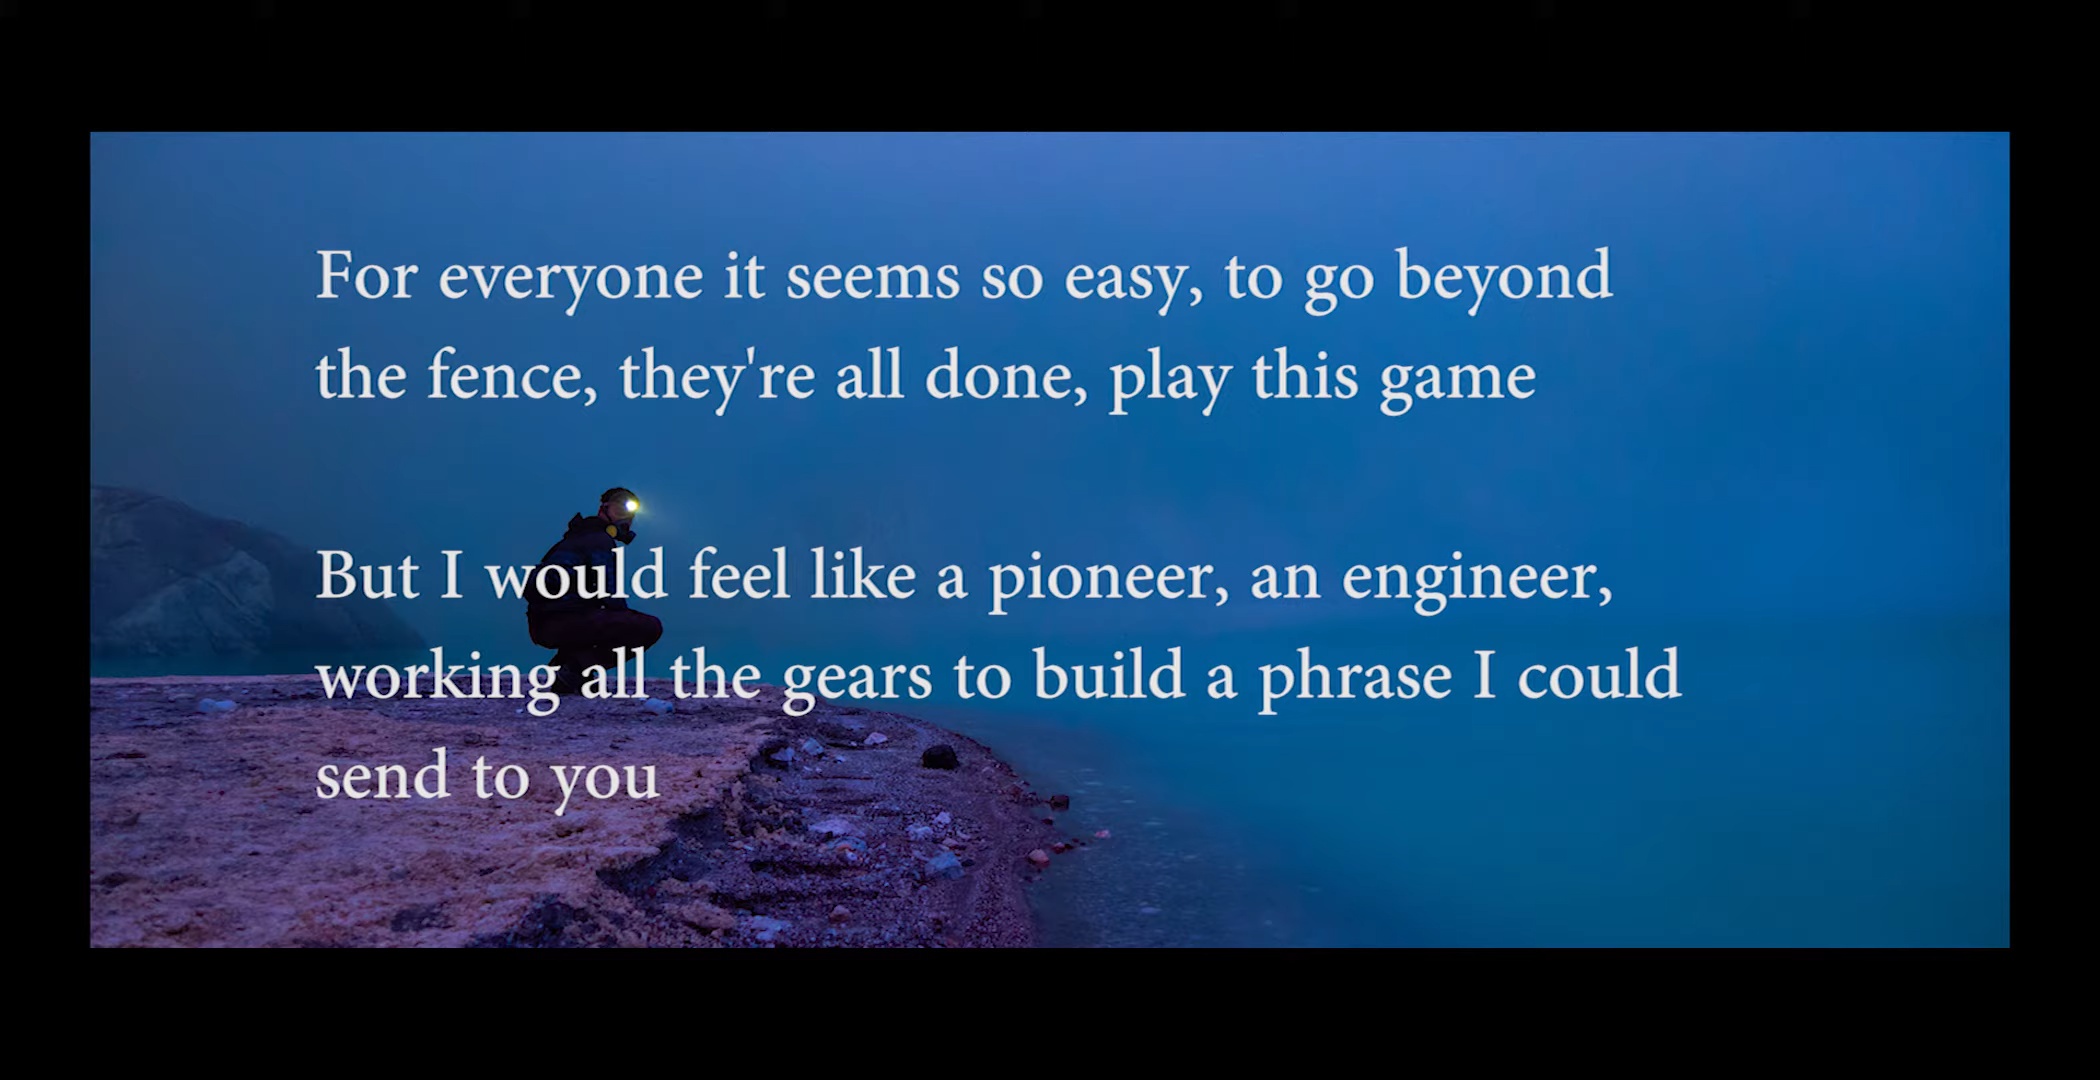 For everyone it seems so easy, to go beyond
the fence, they're all done, play this game
But I would feel like a pioneer, an engineer,
working all the gears to build a phrase I could
send to you